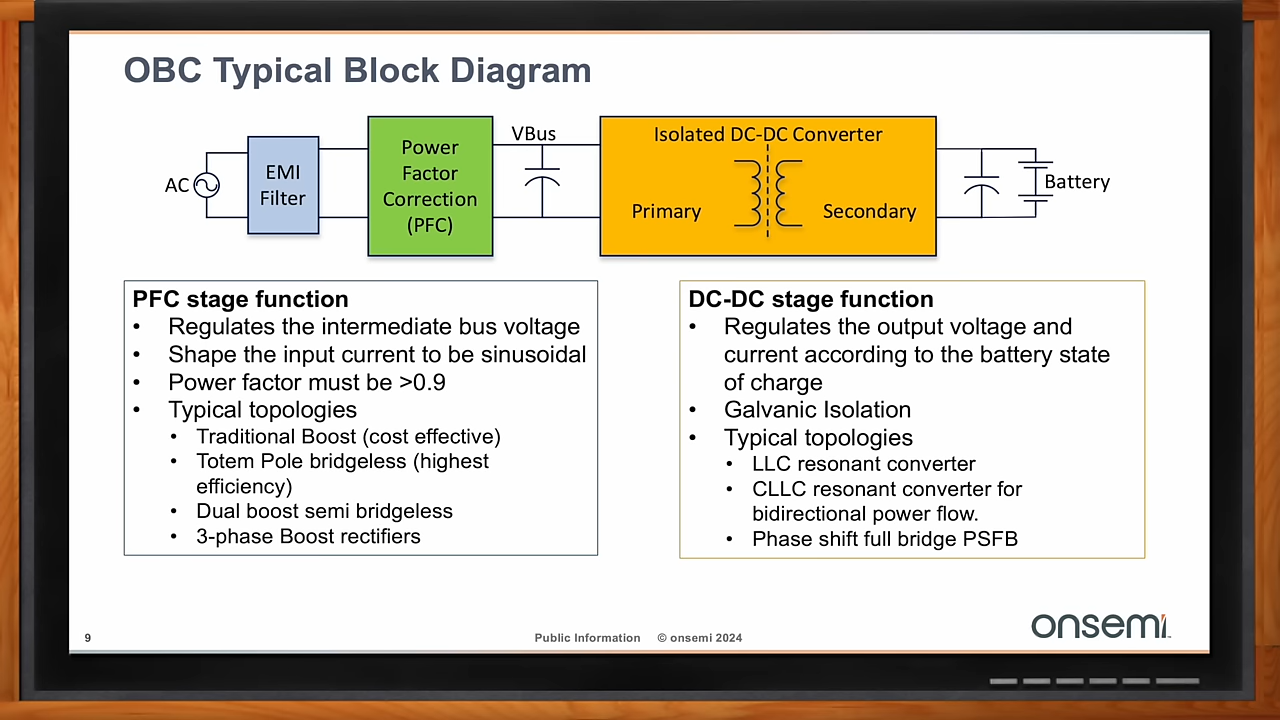 OBC Typical Block Diagram
AC
EMI
Filter
Power
Factor
Correction
(PFC)
VBus
Isolated DC-DC Converter
Primary
Secondary
Battery
PFC stage function
• Regulates the intermediate bus voltage
• Shape the input current to be sinusoidal
• Power factor must be >0.9
• Typical topologies
• Traditional Boost (cost effective)
• Totem Pole bridgeless (highest
efficiency)
• Dual boost semi bridgeless
• 3-phase Boost rectifiers
DC-DC stage function
• Regulates the output voltage and
current according to the battery state
of charge
• Galvanic Isolation
• Typical topologies
• LLC resonant converter
• CLLC resonant converter for
bidirectional power flow.
• Phase shift full bridge PSFB
9
Public Information © onsemi 2024
onsemi